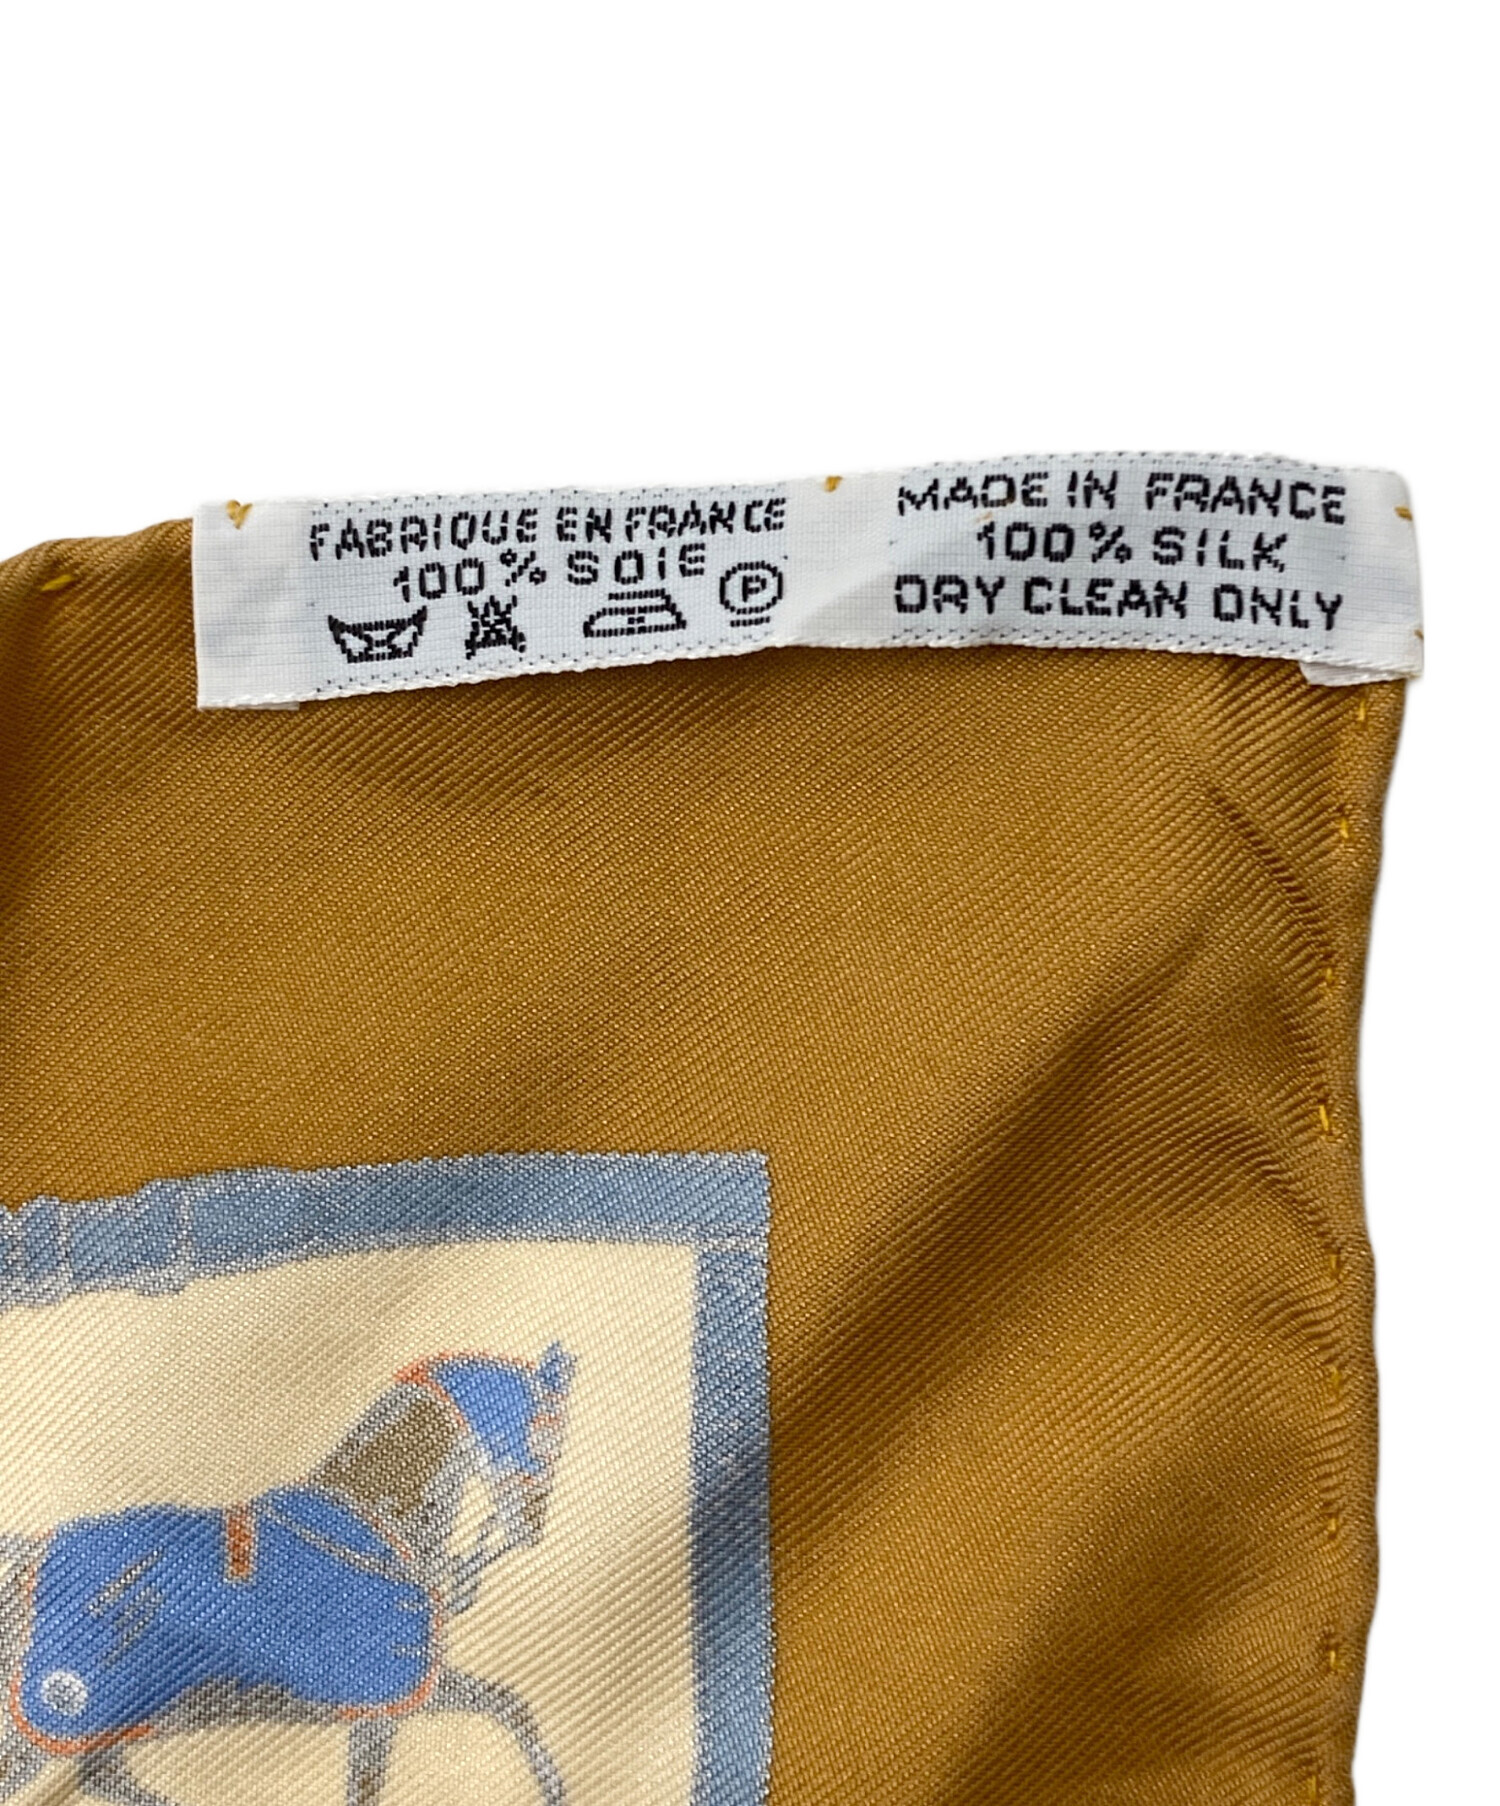 FABRIQUE EN FRANCE
100% SOIE
P
MADE IN FRANCE
100% SILK
DRY CLEAN ONLY